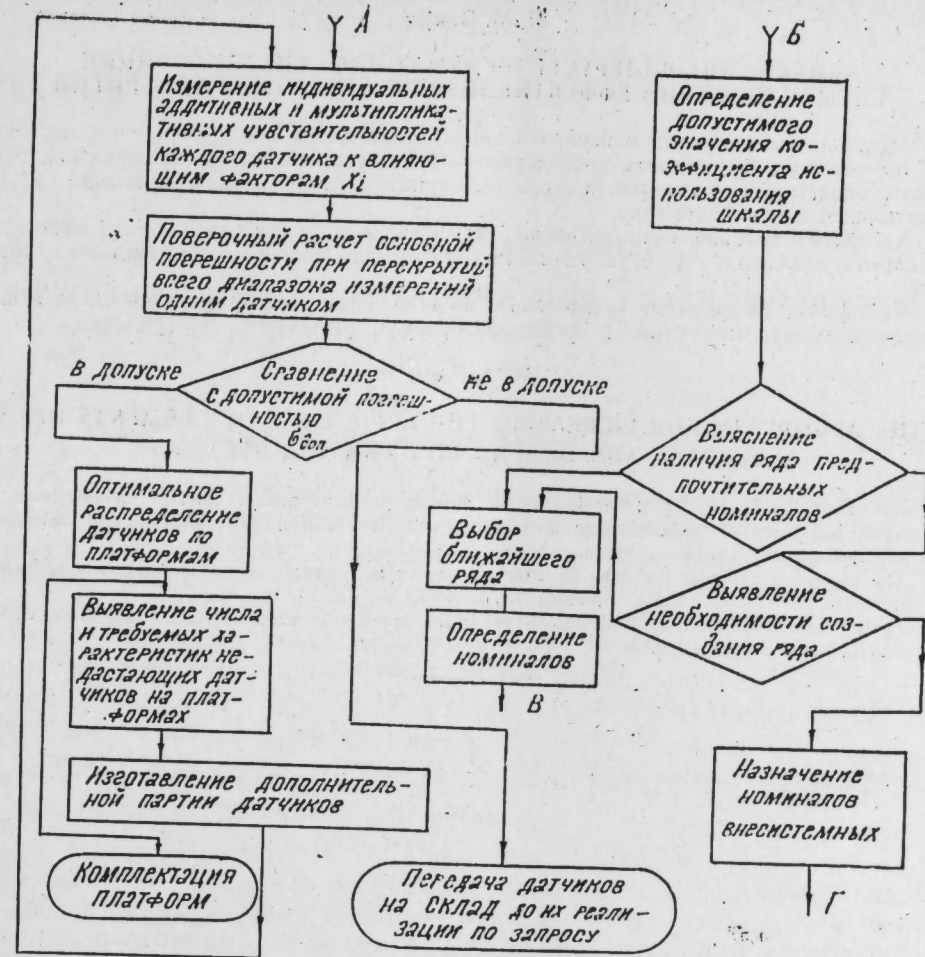 А
Измерение индивидуальных
аддитивных и мультиплика-
тивных чувствительностей
каждого датчика к влияю-
щим факторам Xi
Поверочный расчет основной
погрешности при перекрытий
всего диапазона измерений
одним датчиком
Сравнение
с допустимой погреш-
ностью
в допуске
не в допуске
Оптимальное
распределение
датчиков по
платформам
Выявление числа
и требуемых ха-
рактеристик не-
дастающих дат-
чиков на плат-
формах
Изготавление дополнитель-
ной партии датчиков
Комплектация
платформ
Передача датчиков
на СКЛАД до их реали-
зации по запросу
Б
Определение
допустимого
значения ко-
эффицмента ис-
пользования
шкалы
Выяснение
наличия ряда пред-
почтительных
номиналов
Выбор
ближайшего
ряда
Определение
номиналов
В
Выявление
необходимости соз-
дания ряда
Назначение
номиналов
внесистемных
Г